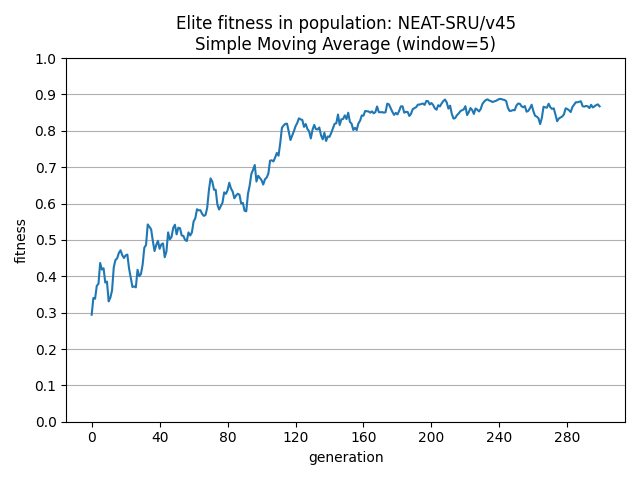 Elite fitness in population: NEAT-SRU/v45
Simple Moving Average (window=5)
1.0
0.9
0.8
0.7
0.6
0.5
0.4
0.3
0.2
0.1
0.0
fitness
0 40 80 120 160 200 240 280
generation